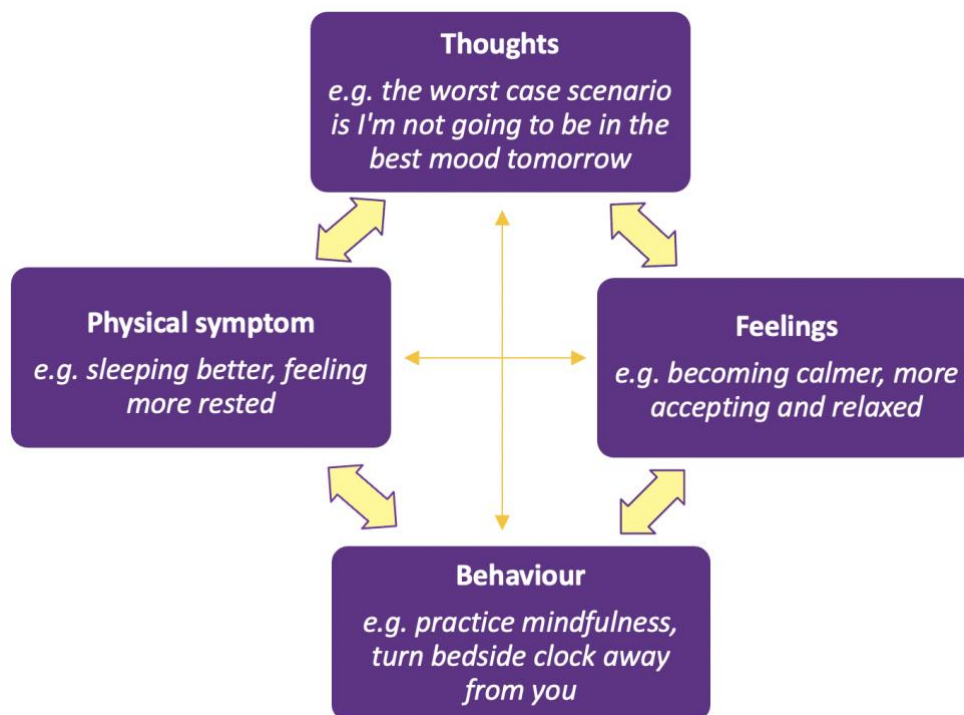 Thoughts
e.g. the worst case scenario
is I'm not going to be in the
best mood tomorrow
Physical symptom
e.g. sleeping better, feeling
more rested
Feelings
e.g. becoming calmer, more
accepting and relaxed
Behaviour
e.g. practice mindfulness,
turn bedside clock away
from you